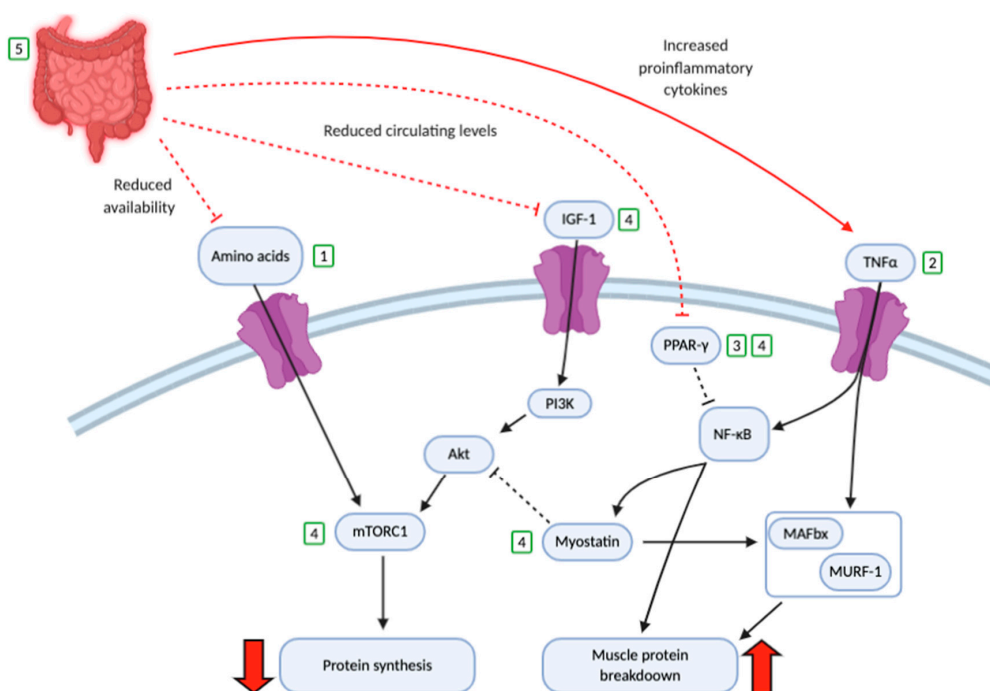 5
Increased
proinflammatory
cytokines
Reduced circulating levels
Reduced
availability
IGF-1
4
Amino acids
1
TNFα
2
PPAR-γ
3
4
PI3K
NF-κB
Akt
4
mTORC1
4
Myostatin
MAFbx
MURF-1
Protein synthesis
Muscle protein
breakdown